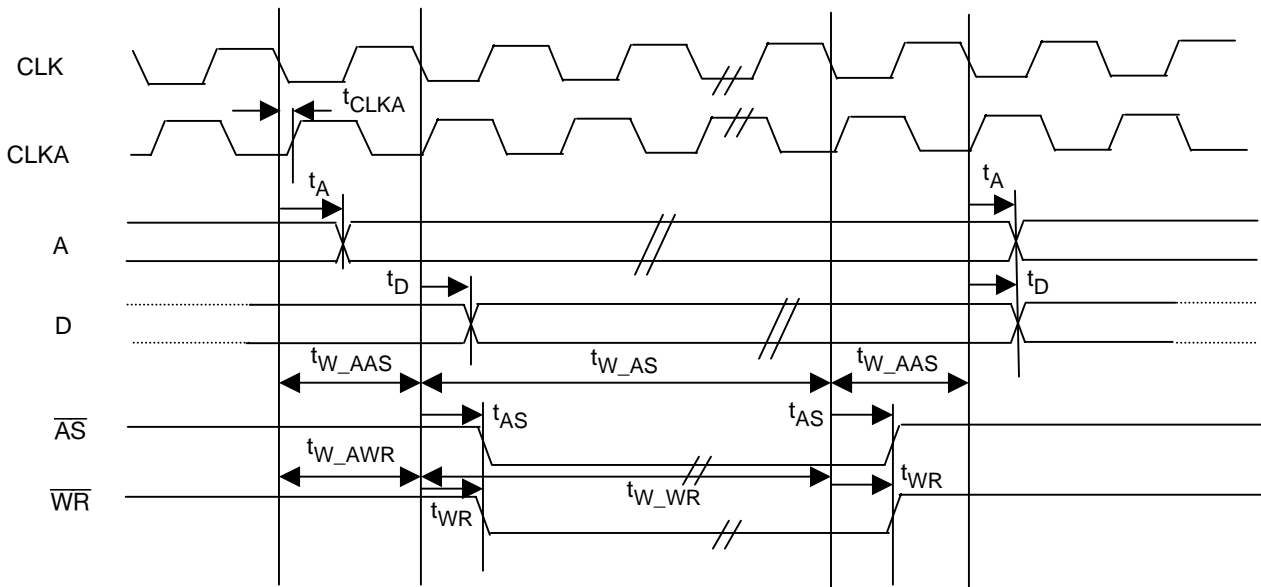 CLK
tCLKA
CLKA
tA
tA
A
tD
tD
D
tW_AAS
tW_AS
tW_AAS
AS
tAS
tAS
tW_AWR
tWR
WR
tWR
tW_WR